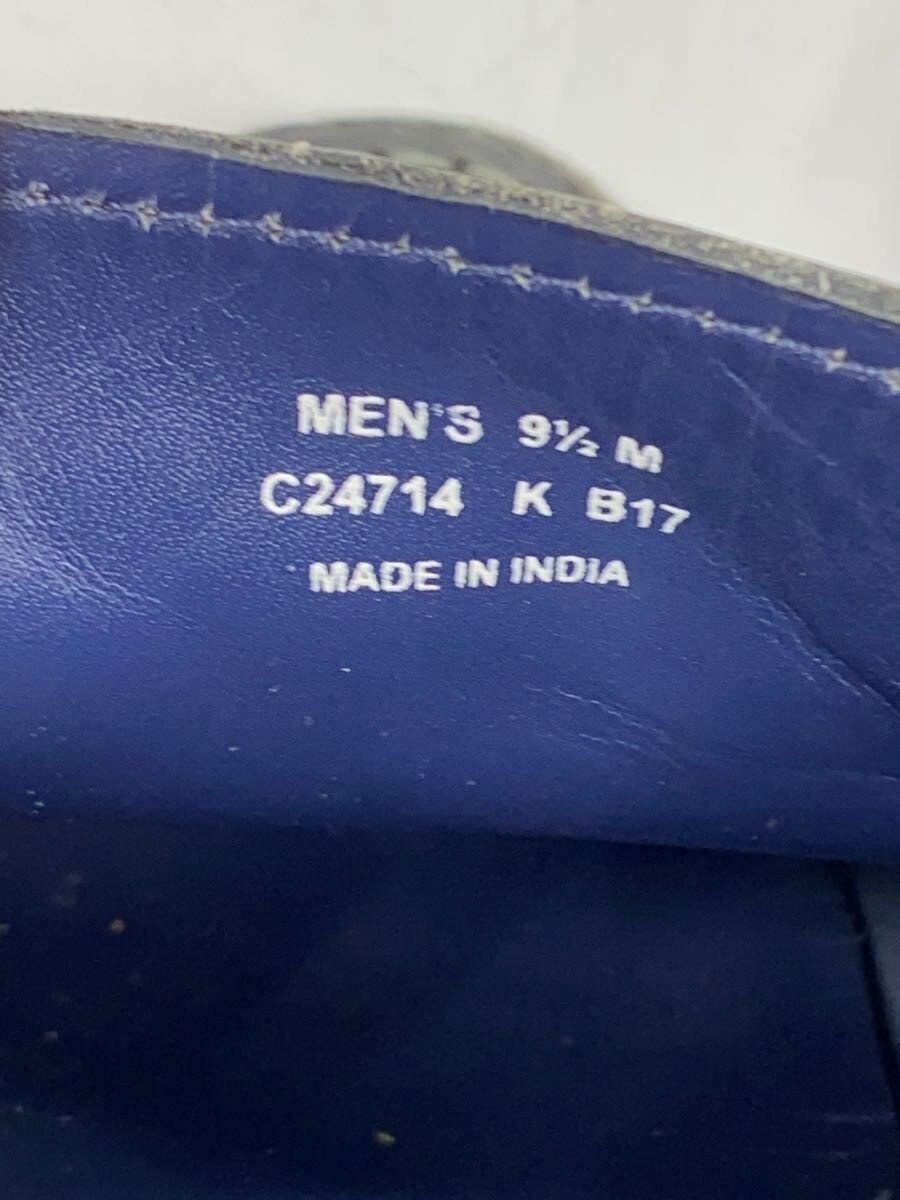 MEN'S 9½ M
C24714 K B17
MADE IN INDIA